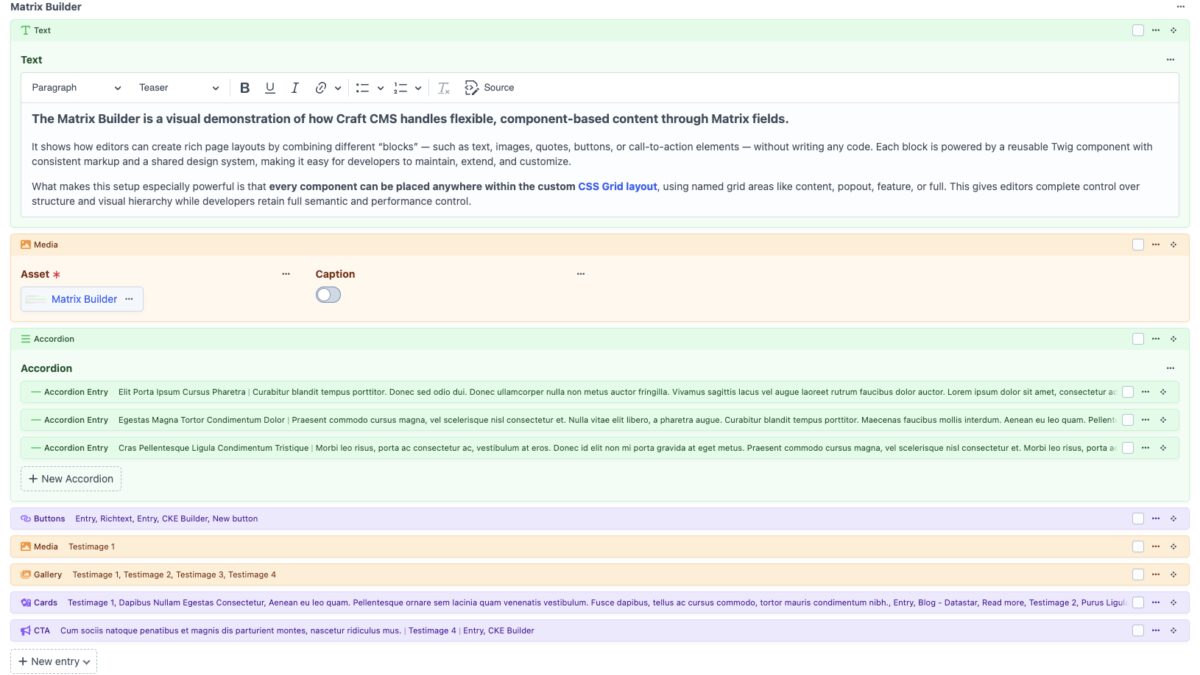 Matrix Builder
Text
Text
Paragraph Teaser B U I Source
The Matrix Builder is a visual demonstration of how Craft CMS handles flexible, component-based content through Matrix fields.
It shows how editors can create rich page layouts by combining different “blocks” — such as text, images, quotes, buttons, or call-to-action elements — without writing any code. Each block is powered by a reusable Twig component with
consistent markup and a shared design system, making it easy for developers to maintain, extend, and customize.
What makes this setup especially powerful is that every component can be placed anywhere within the custom CSS Grid layout, using named grid areas like content, popout, feature, or full. This gives editors complete control over
structure and visual hierarchy while developers retain full semantic and performance control.
Media
Asset * Caption
Matrix Builder
Accordion
Accordion
Accordion Entry Elit Porta Ipsum Cursus Pharetra | Curabitur blandit tempus porttitor. Donec sed odio dui. Donec ullamcorper nulla non metus auctor fringilla. Vivamus sagittis lacus vel augue laoreet rutrum faucibus dolor auctor. Lorem ipsum dolor sit amet, consectetur ac
Accordion Entry Egestas Magna Tortor Condimentum Dolor | Praesent commodo cursus magna, vel scelerisque nisl consectetur et. Nulla vitae elit libero, a pharetra augue. Curabitur blandit tempus porttitor. Maecenas faucibus mollis interdum. Aenean eu leo quam. Pellent
Accordion Entry Cras Pellentesque Ligula Condimentum Tristique | Morbi leo risus, porta ac consectetur ac, vestibulum at eros. Donec id elit non mi porta gravida at eget metus. Praesent commodo cursus magna, vel scelerisque nisl consectetur et. Morbi leo risus, porta a
+ New Accordion
Buttons Entry, Richtext, Entry, CKE Builder, New button
Media Testimage 1
Gallery Testimage 1, Testimage 2, Testimage 3, Testimage 4
Cards Testimage 1, Dapibus Nullam Egestas Consectetur, Aenean eu leo quam. Pellentesque ornare sem lacinia quam venenatis vestibulum. Fusce dapibus, tellus ac cursus commodo, tortor mauris condimentum nibh., Entry, Blog - Datastar, Read more, Testimage 2, Purus Ligul
CTA Cum sociis natoque penatibus et magnis dis parturient montes, nascetur ridiculus mus. | Testimage 4 | Entry, CKE Builder
+ New entry